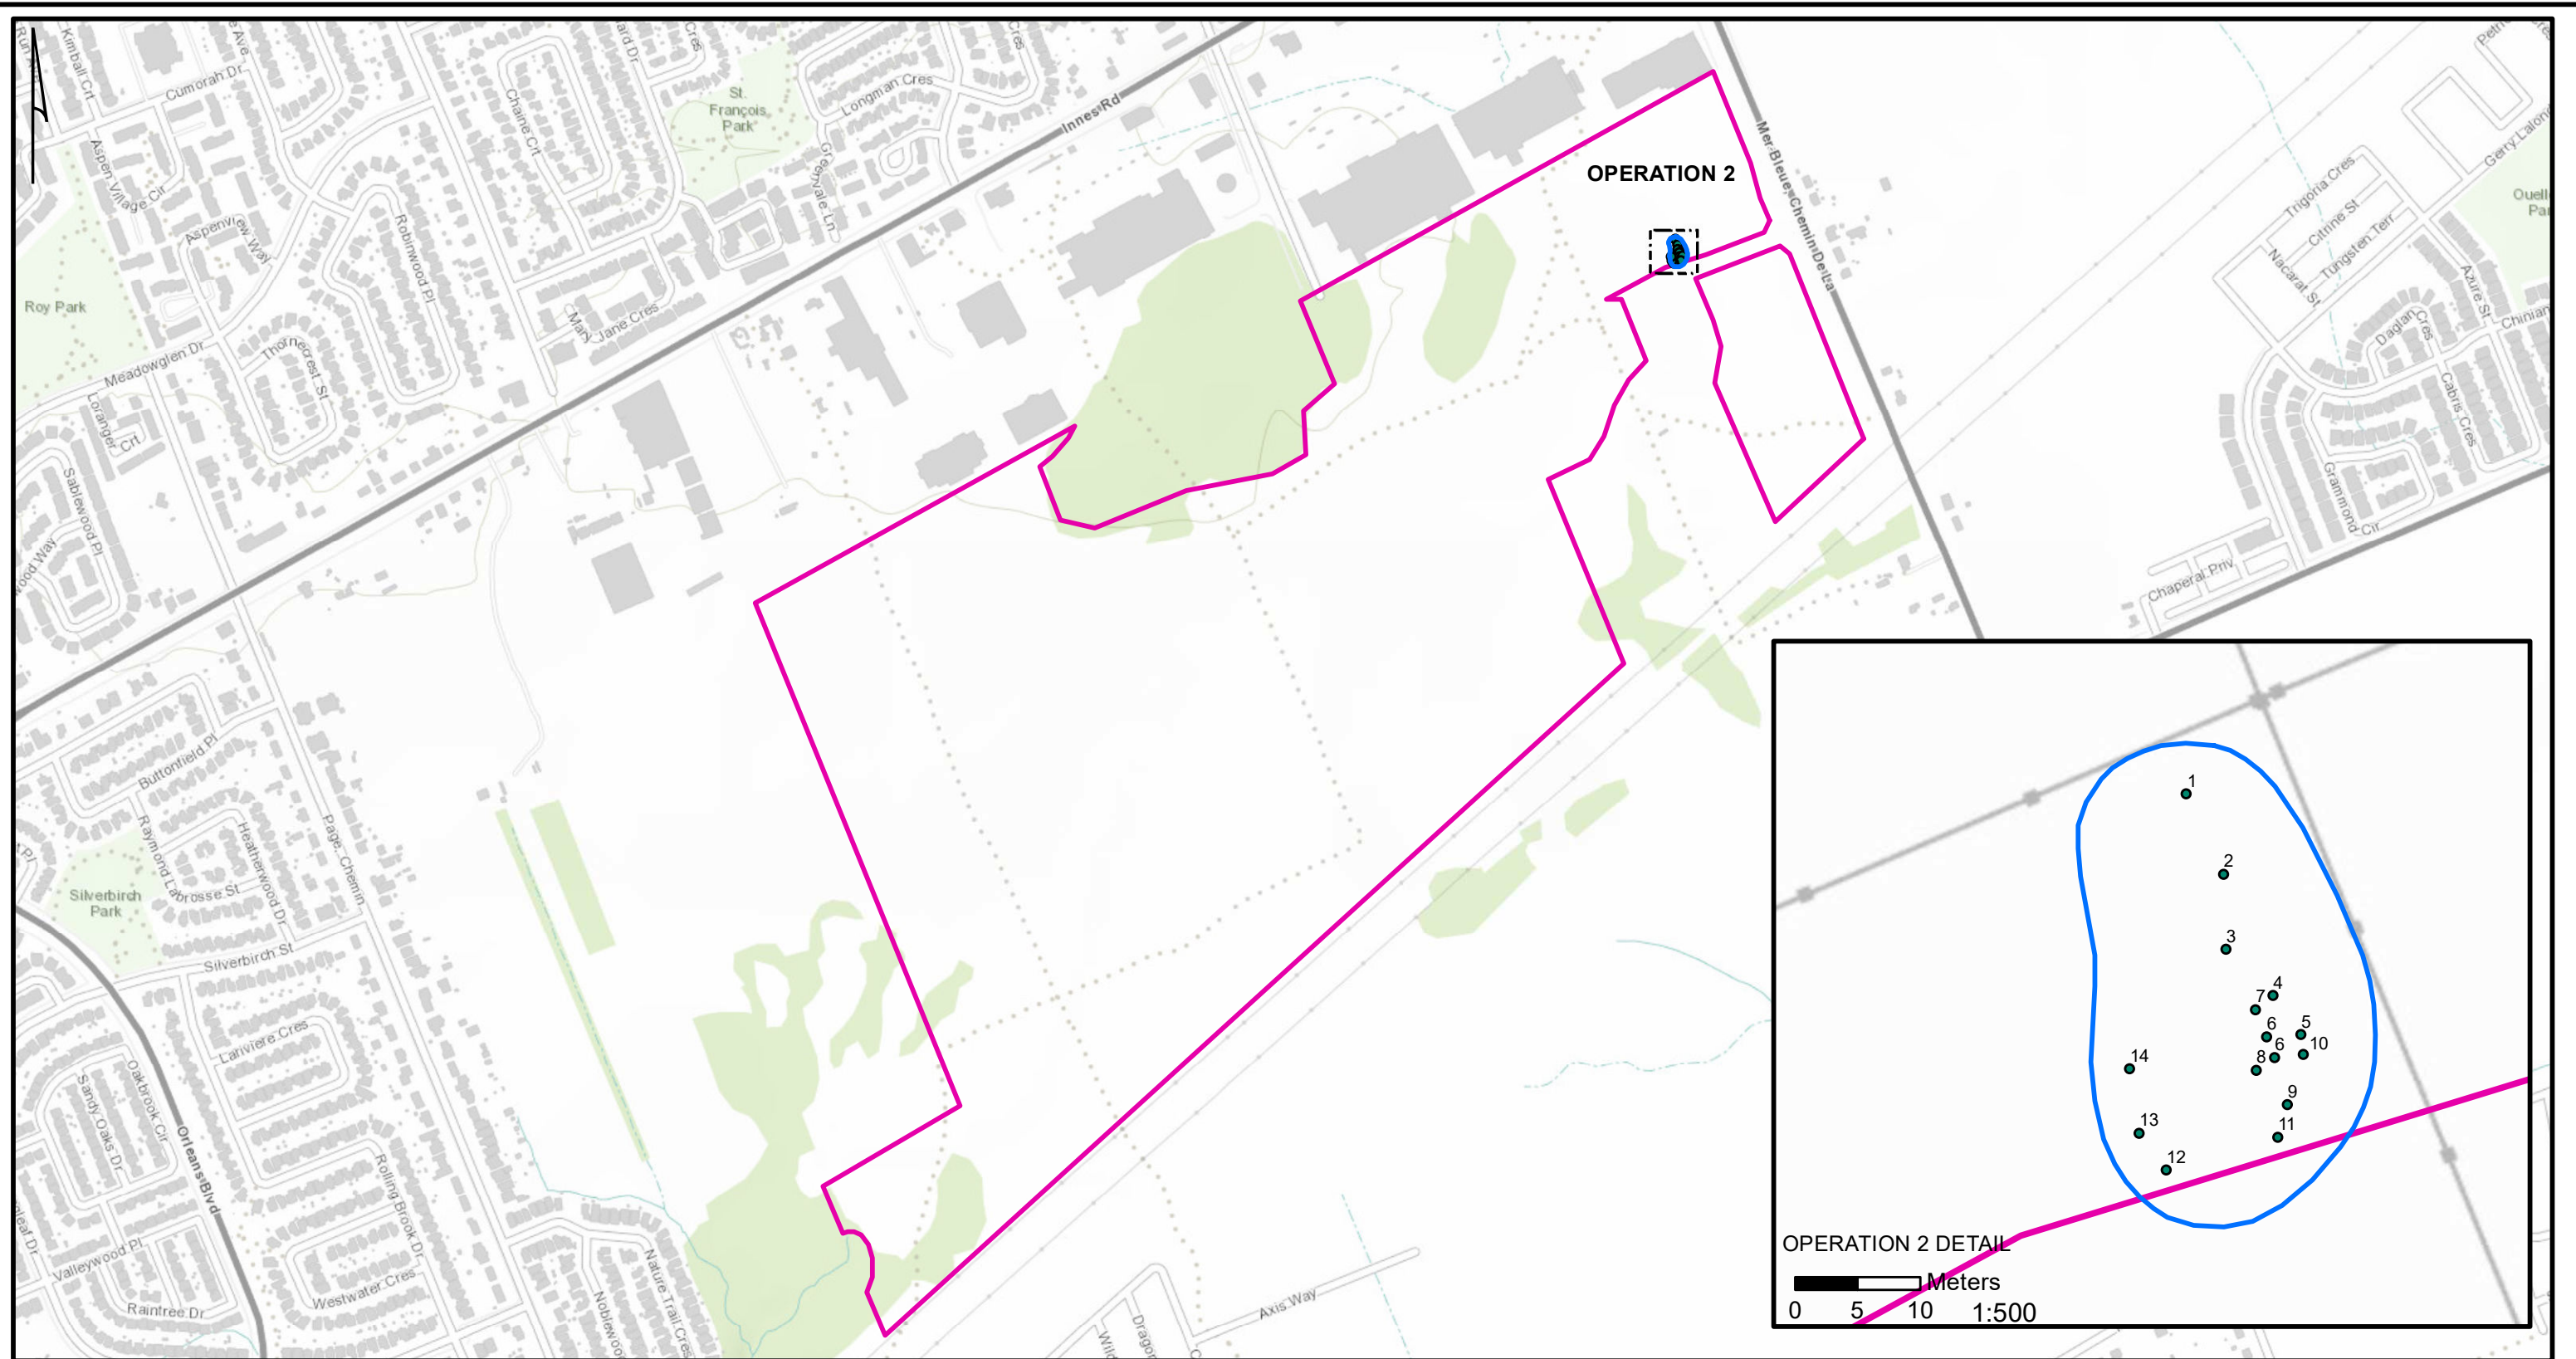 Kimball Crt
Cumorah Dr
Aspen Village Cir
Aspenview Way
Robinwood Pl
Chaine Crt
St.
François
Park
Longman Cres
Grenvale Ln
Innes Rd
Roy Park
Meadowglen Dr
Thornecrest St
Mary Jane Cres
Loranger
Crt
Sablewood Pl
OPERATION 2
Mer Bleue, Chemin De La
Trigoria Cres
Citrine St
Tungsten Terr
Nacarat St
Gerry Lalond
Azure St
Daglan
Cres
Cabris Cres
Grammond Cir
Chaperal Priv
Buttonfield Pl
Raymond Labrosse St
Heatherwood Dr
Page, Chemin
Silverbirch
Park
Silverbirch St
Lariviere Cres
Oakbrook Cir
Sandy Oaks Dr
Orleans Blvd
Rolling Brook Dr
Valleywood Pl
Westwater Cres
Raintree Dr
Nature Trail Cres
Axis Way
1
2
3
4
7
6
5
6
10
8
14
9
13
11
12
OPERATION 2 DETAIL
Meters
0 5 10 1:500